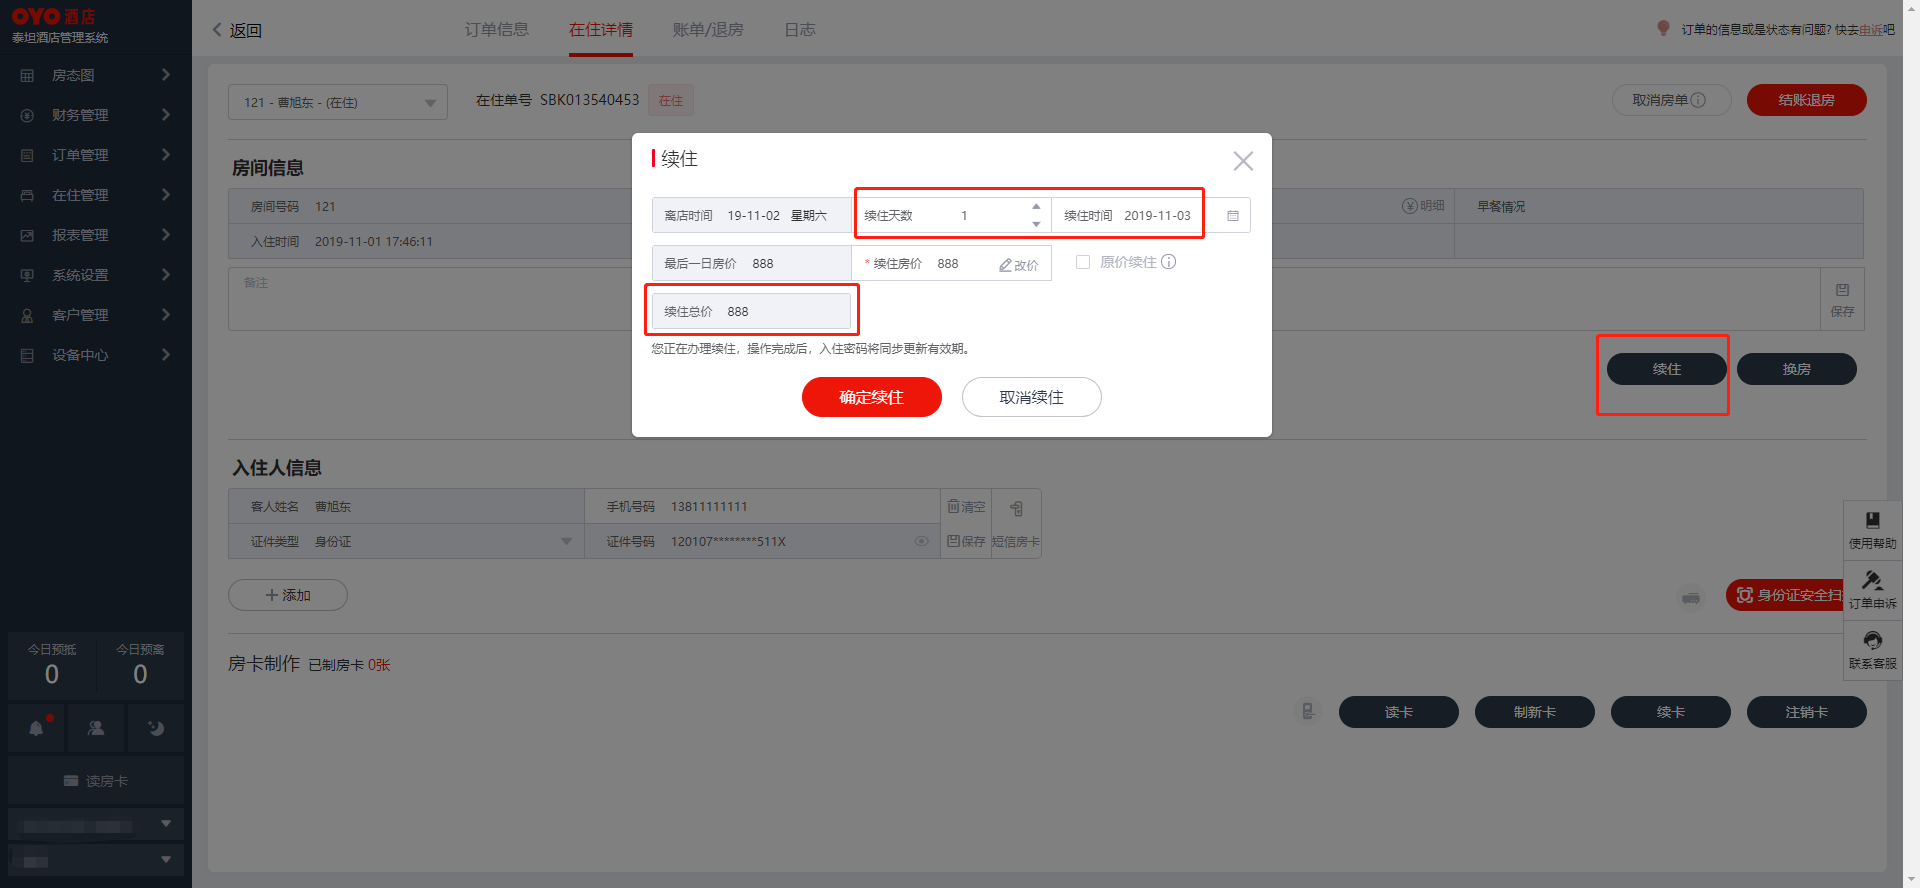 OYO 酒店
泰坦酒店管理系统
房态图
财务管理
订单管理
在住管理
报表管理
系统设置
客户管理
设备中心
今日预抵 今日预离
0 0
读房卡
返回 订单信息 在住详情 账单/退房 日志 订单的信息或是状态有问题? 快去申诉吧
121 - 曹旭东 - (在住) 在住单号 SBK013540453 在住 取消房单 结账退房
房间信息
房间号码 121 明细 早餐情况
入住时间 2019-11-01 17:46:11
备注 保存
续住 换房
续住
离店时间 19-11-02 星期六 续住天数 1 续住时间 2019-11-03
最后一日房价 888 * 续住房价 888 改价 原价续住
续住总价 888
您正在办理续住，操作完成后，入住密码将同步更新有效期。
确定续住 取消续住
入住人信息
客人姓名 曹旭东 手机号码 13811111111 清空
证件类型 身份证 证件号码 120107********511X 保存 短信房卡
添加 身份证安全扫
房卡制作 已制房卡 0张
读卡 制新卡 续卡 注销卡
使用帮助
订单申诉
联系客服